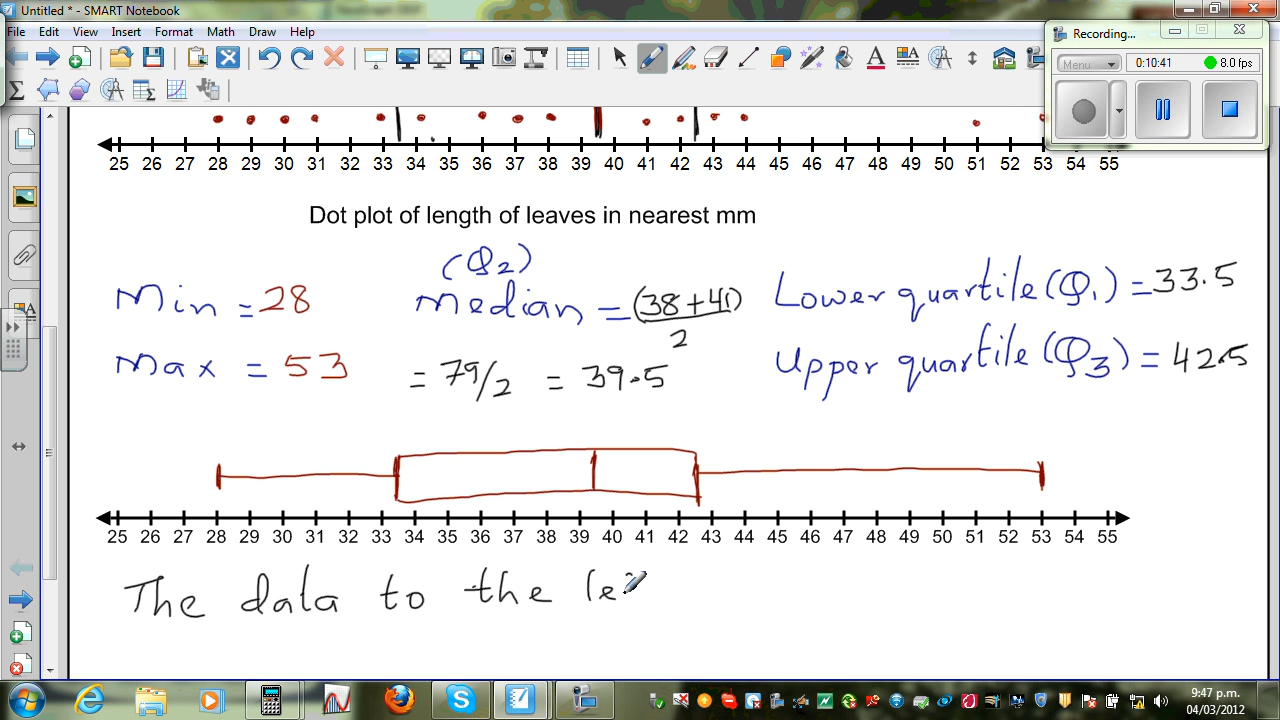 Untitled * - SMART Notebook
File Edit View Insert Format Math Draw Help
Recording...
Menu 0:10:41 8.0 fps
25 26 27 28 29 30 31 32 33 34 35 36 37 38 39 40 41 42 43 44 45 46 47 48 49 50 51 52 53 54 55
Dot plot of length of leaves in nearest mm
(Q2)
Min = 28 Median = (38+41)/2 Lower quartile (Q1) = 33.5
Max = 53 = 79/2 = 39.5 Upper quartile (Q3) = 42.5
25 26 27 28 29 30 31 32 33 34 35 36 37 38 39 40 41 42 43 44 45 46 47 48 49 50 51 52 53 54 55
The data to the le
9:47 p.m.
04/03/2012